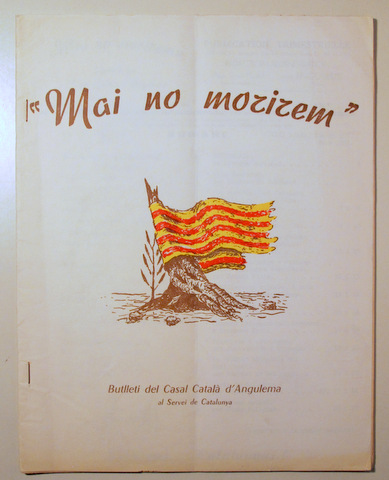 "Mai no morirem"
Butlletí del Casal Català d'Angulema
al Servei de Catalunya